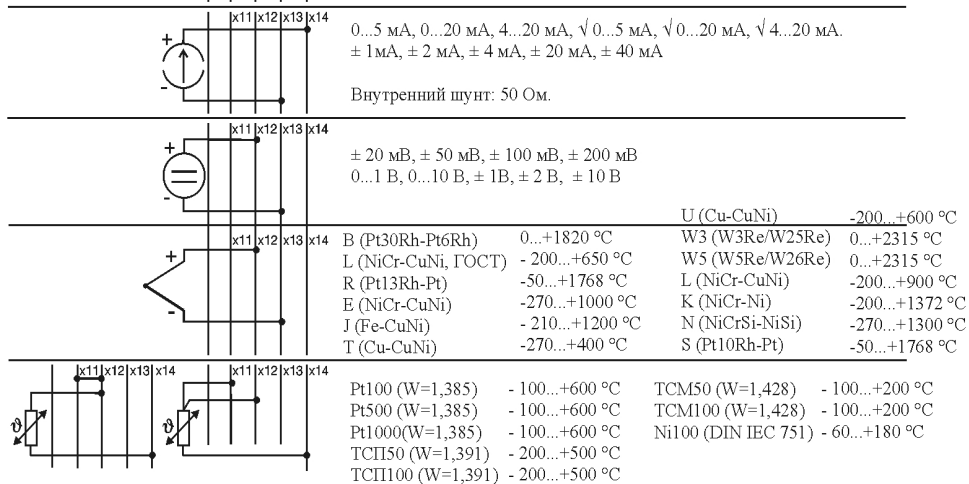 x11 x12 x13 x14
+
-
0...5 мА, 0...20 мА, 4...20 мА, √ 0...5 мА, √ 0...20 мА, √ 4...20 мА.
± 1мА, ± 2 мА, ± 4 мА, ± 20 мА, ± 40 мА
Внутренний шунт: 50 Ом.
x11 x12 x13 x14
+
-
± 20 мВ, ± 50 мВ, ± 100 мВ, ± 200 мВ
0...1 В, 0...10 В, ± 1В, ± 2 В, ± 10 В
x11 x12 x13 x14
+
-
B (Pt30Rh-Pt6Rh) 0...+1820 °C
L (NiCr-CuNi, ГОСТ) - 200...+650 °C
R (Pt13Rh-Pt) -50...+1768 °C
E (NiCr-CuNi) -270...+1000 °C
J (Fe-CuNi) - 210...+1200 °C
T (Cu-CuNi) -270...+400 °C
U (Cu-CuNi) -200...+600 °C
W3 (W3Re/W25Re) 0...+2315 °C
W5 (W5Re/W26Re) 0...+2315 °C
L (NiCr-CuNi) -200...+900 °C
K (NiCr-Ni) -200...+1372 °C
N (NiCrSi-NiSi) -270...+1300 °C
S (Pt10Rh-Pt) -50...+1768 °C
x11 x12 x13 x14
ϑ
x11 x12 x13 x14
ϑ
Pt100 (W=1,385) - 100...+600 °C
Pt500 (W=1,385) - 100...+600 °C
Pt1000(W=1,385) - 100...+600 °C
ТСП50 (W=1,391) - 200...+500 °C
ТСП100 (W=1,391) - 200...+500 °C
TCM50 (W=1,428) - 100...+200 °C
TCM100 (W=1,428) - 100...+200 °C
Ni100 (DIN IEC 751) - 60...+180 °C